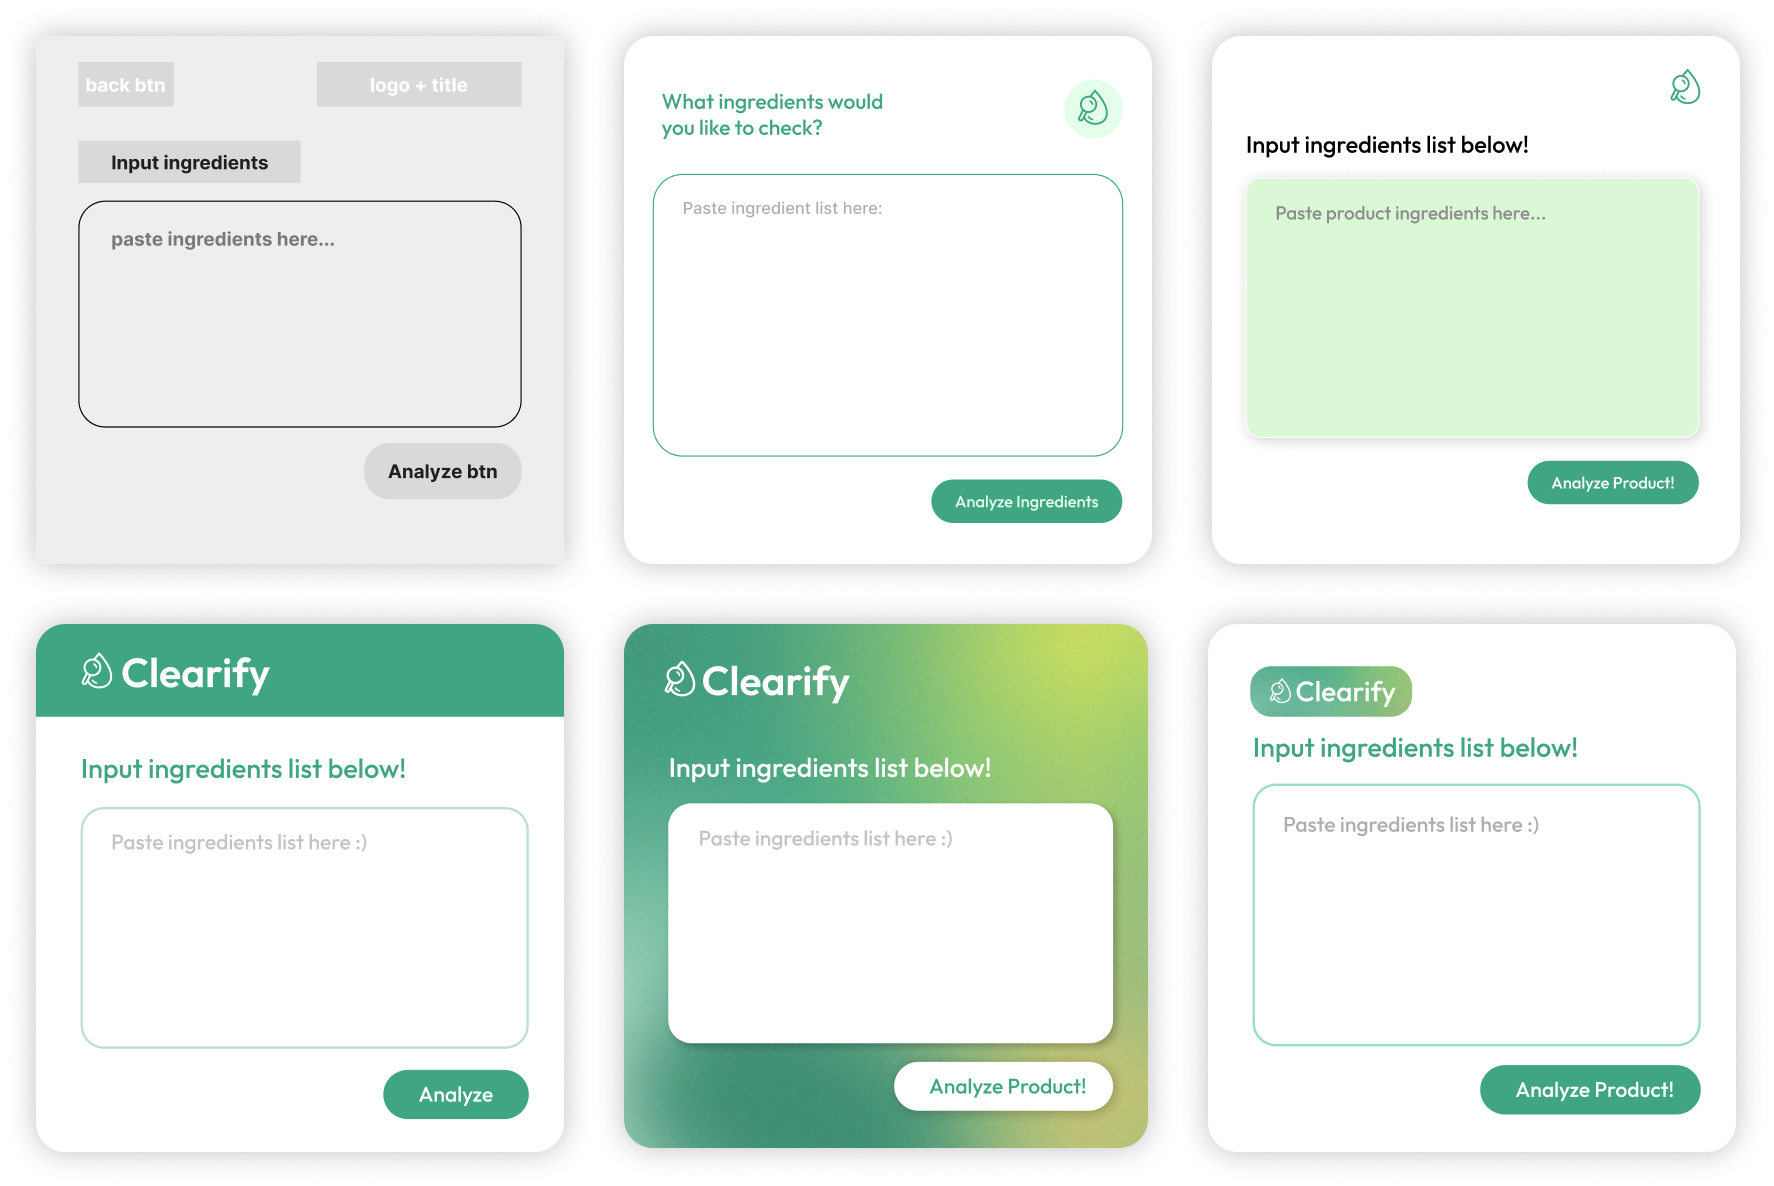 back btn
logo + title
Input ingredients
paste ingredients here...
Analyze btn
What ingredients would
you like to check?
Paste ingredient list here:
Analyze Ingredients
Input ingredients list below!
Paste product ingredients here...
Analyze Product!
Clearify
Input ingredients list below!
Paste ingredients list here :)
Analyze
Clearify
Input ingredients list below!
Paste ingredients list here :)
Analyze Product!
Clearify
Input ingredients list below!
Paste ingredients list here :)
Analyze Product!